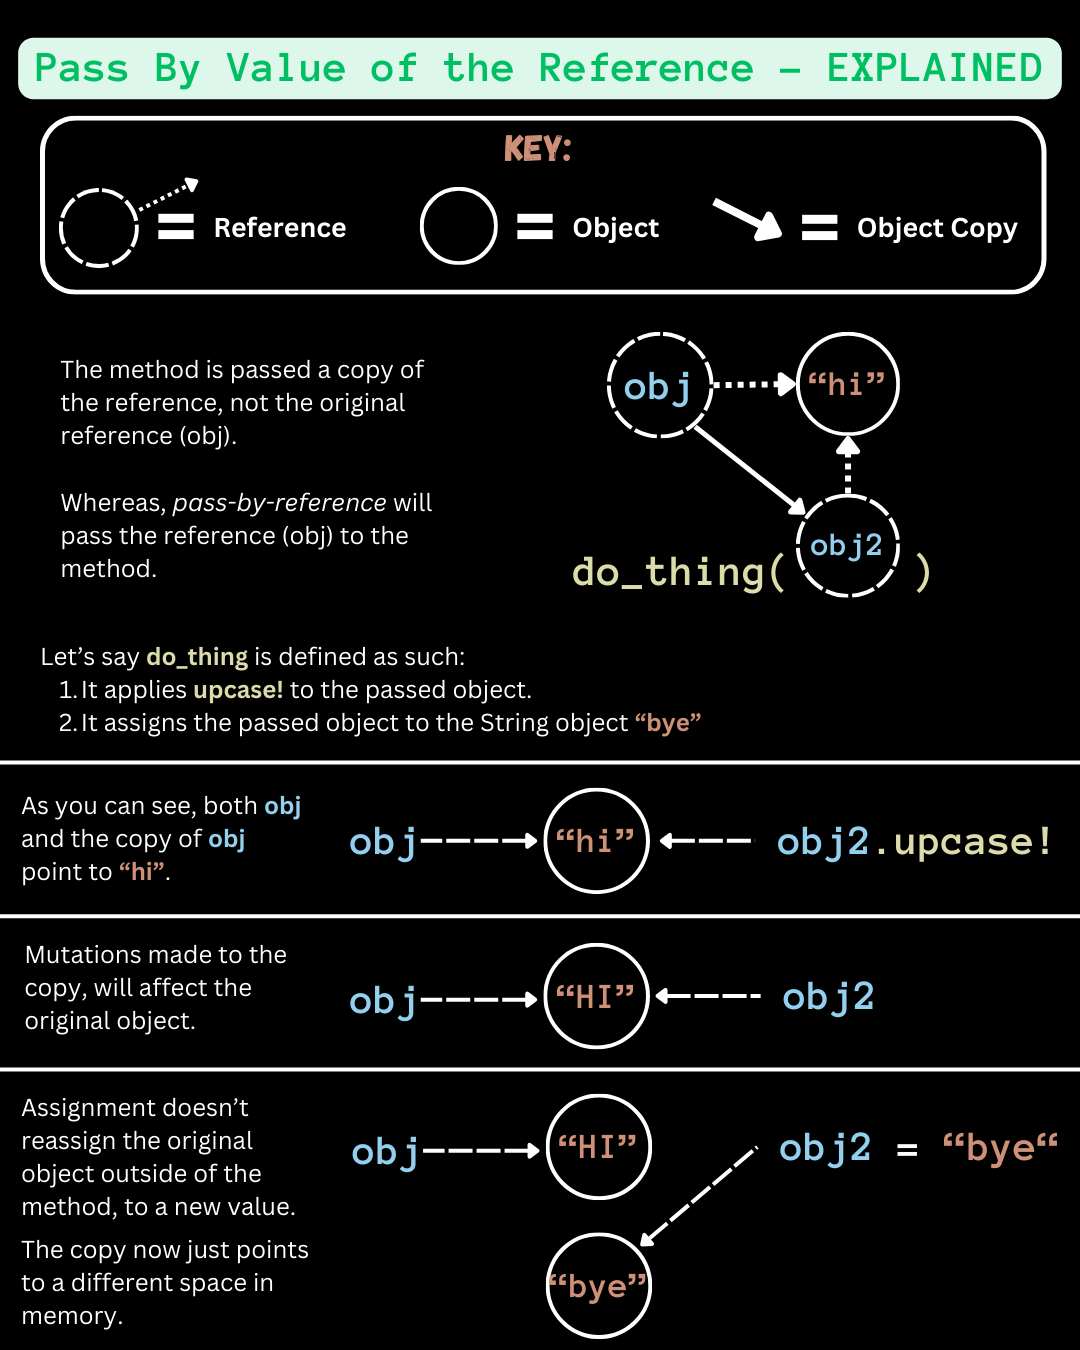 Pass By Value of the Reference – EXPLAINED
KEY:
= Reference
= Object
= Object Copy
The method is passed a copy of
the reference, not the original
reference (obj).
Whereas, pass-by-reference will
pass the reference (obj) to the
method.
obj
“hi”
obj2
do_thing( )
Let’s say do_thing is defined as such:
1. It applies upcase! to the passed object.
2. It assigns the passed object to the String object “bye”
As you can see, both obj
and the copy of obj
point to “hi”.
obj
“hi”
obj2.upcase!
Mutations made to the
copy, will affect the
original object.
obj
“HI”
obj2
Assignment doesn’t
reassign the original
object outside of the
method, to a new value.
The copy now just points
to a different space in
memory.
obj
“HI”
obj2 = “bye“
“bye”